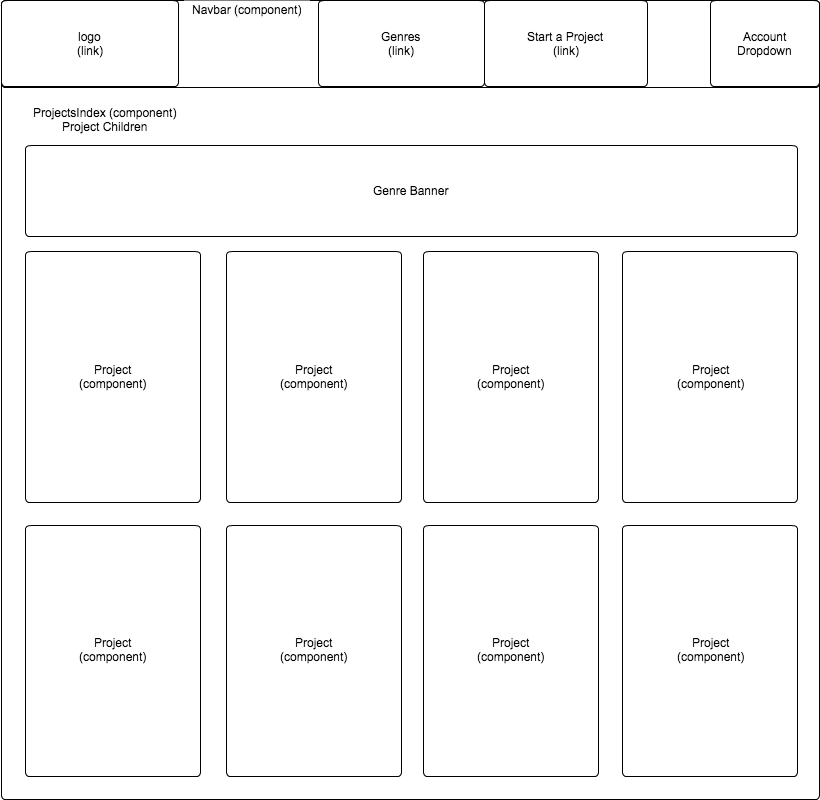 Navbar (component)
logo
(link)
Genres
(link)
Start a Project
(link)
Account
Dropdown
ProjectsIndex (component)
Project Children
Genre Banner
Project
(component)
Project
(component)
Project
(component)
Project
(component)
Project
(component)
Project
(component)
Project
(component)
Project
(component)